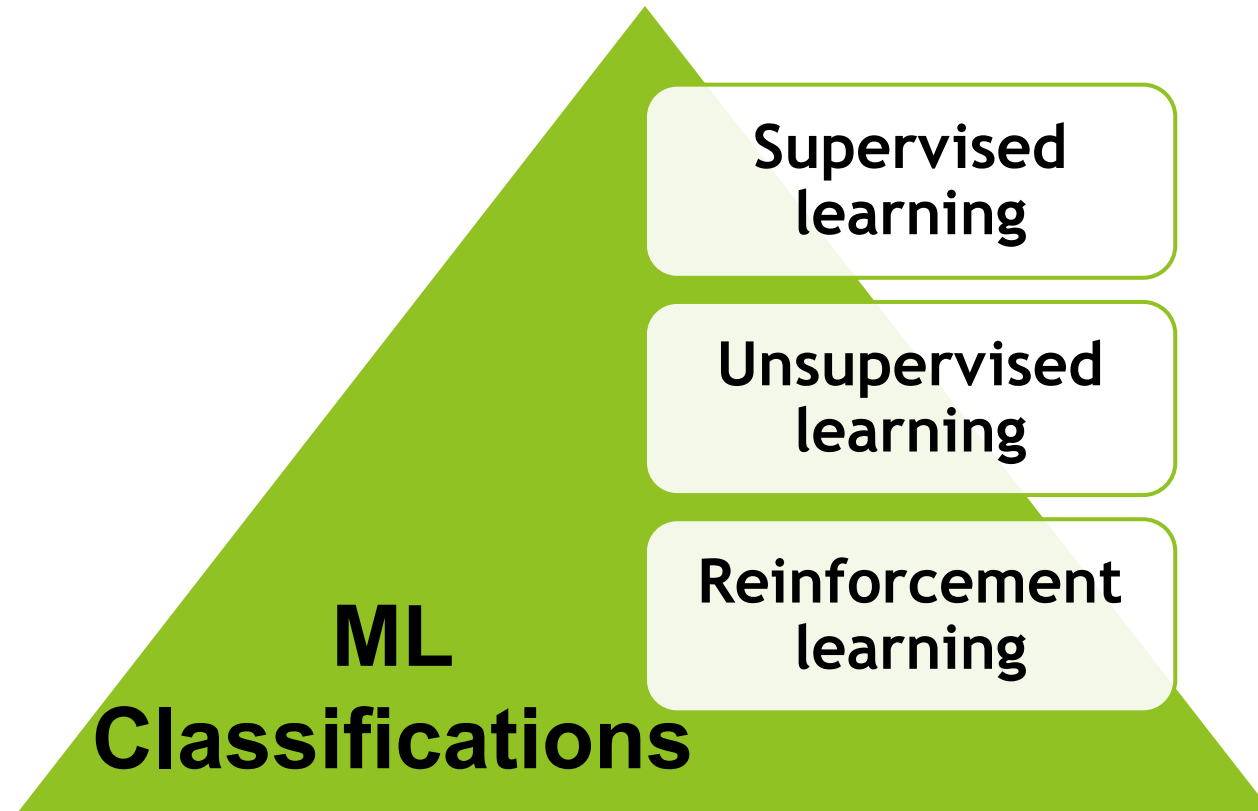 Supervised
learning
Unsupervised
learning
Reinforcement
learning
ML
Classifications